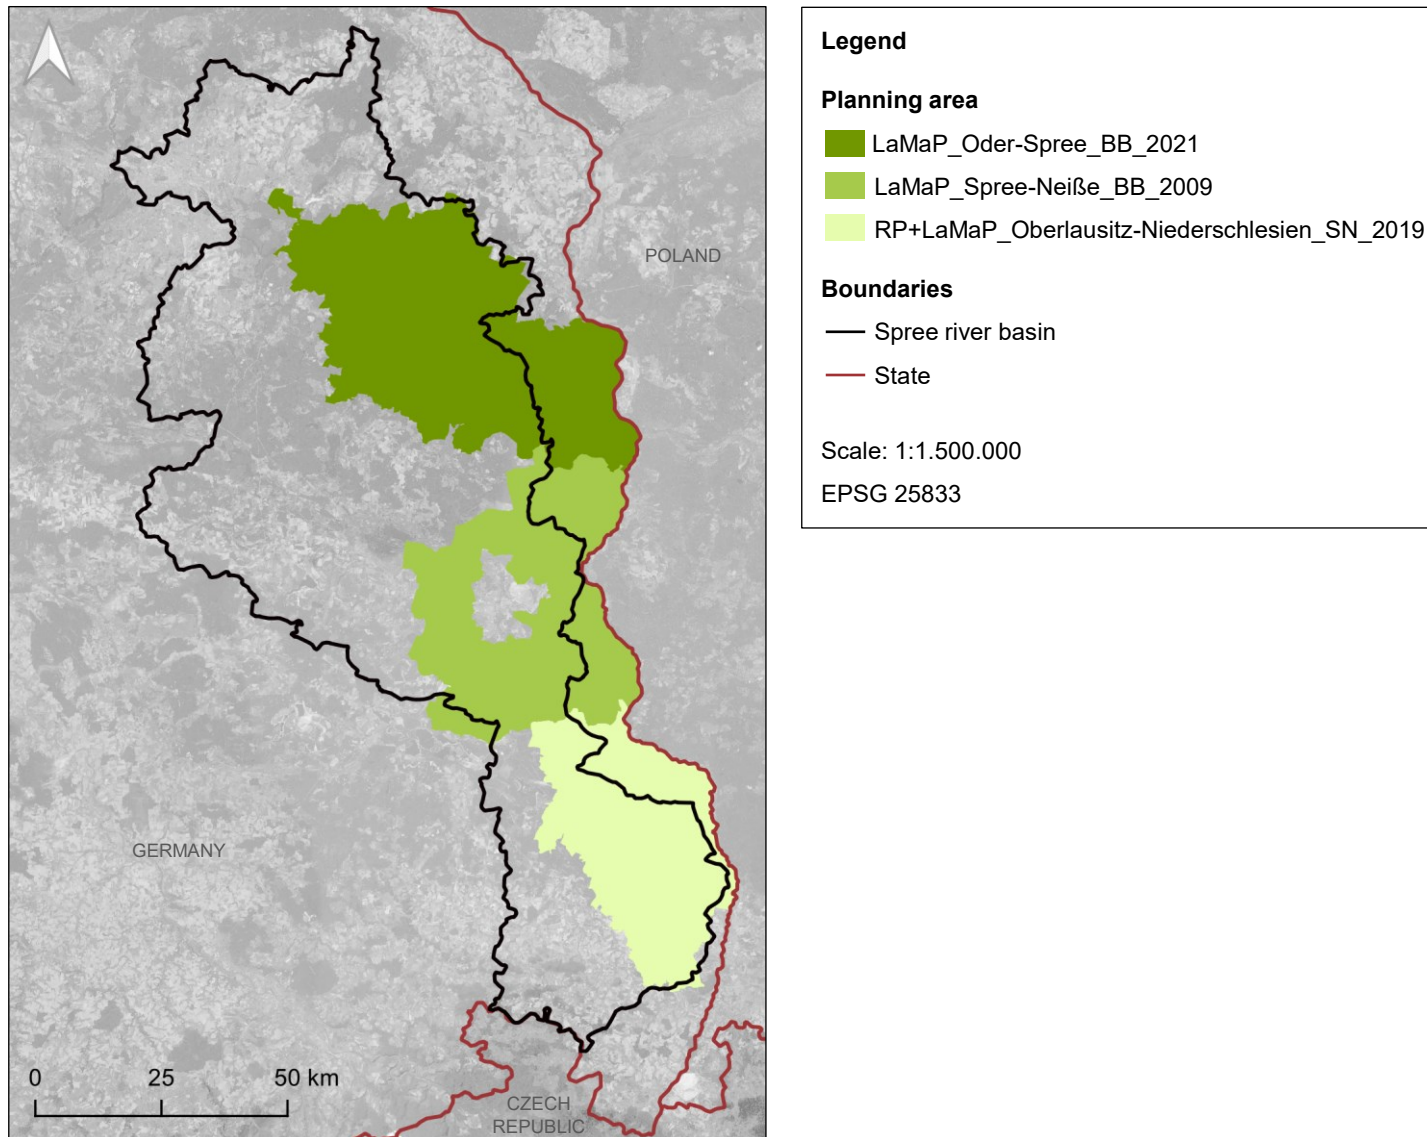 POLAND
GERMANY
CZECH
REPUBLIC
0 25 50 km
Legend
Planning area
LaMaP_Oder-Spree_BB_2021
LaMaP_Spree-Neiße_BB_2009
RP+LaMaP_Oberlausitz-Niederschlesien_SN_2019
Boundaries
Spree river basin
State
Scale: 1:1.500.000
EPSG 25833